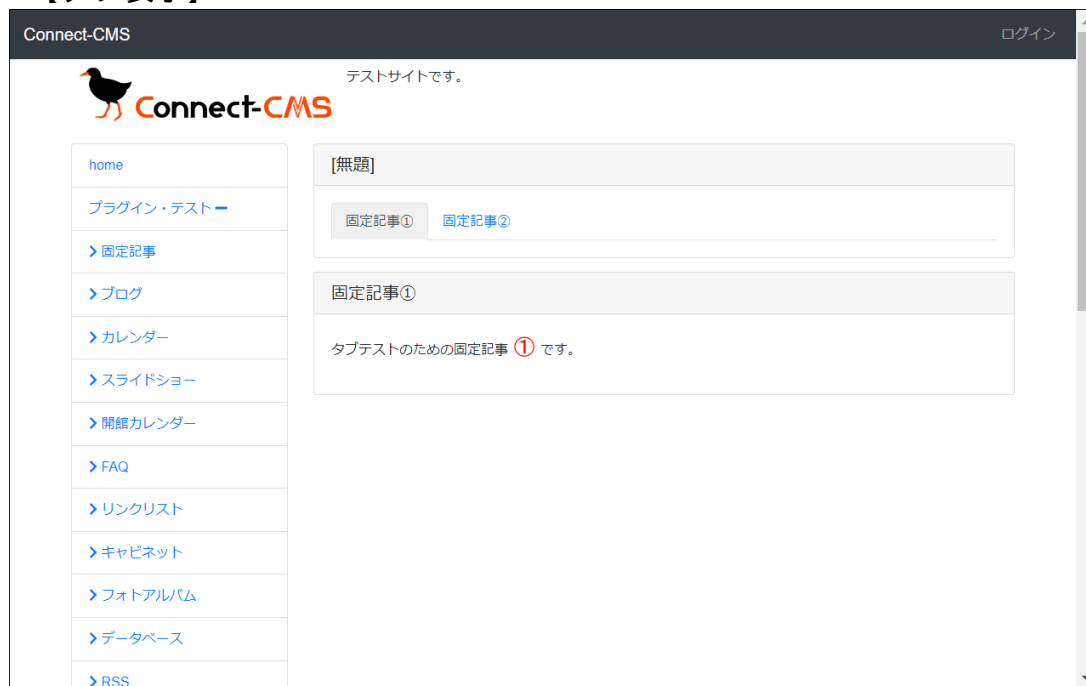 Connect-CMS
ログイン
Connect-CMS
テストサイトです。
home
プラグイン・テスト
固定記事
ブログ
カレンダー
スライドショー
開館カレンダー
FAQ
リンクリスト
キャビネット
フォトアルバム
データベース
RSS
[無題]
固定記事① 固定記事②
固定記事①
タブテストのための固定記事 ① です。